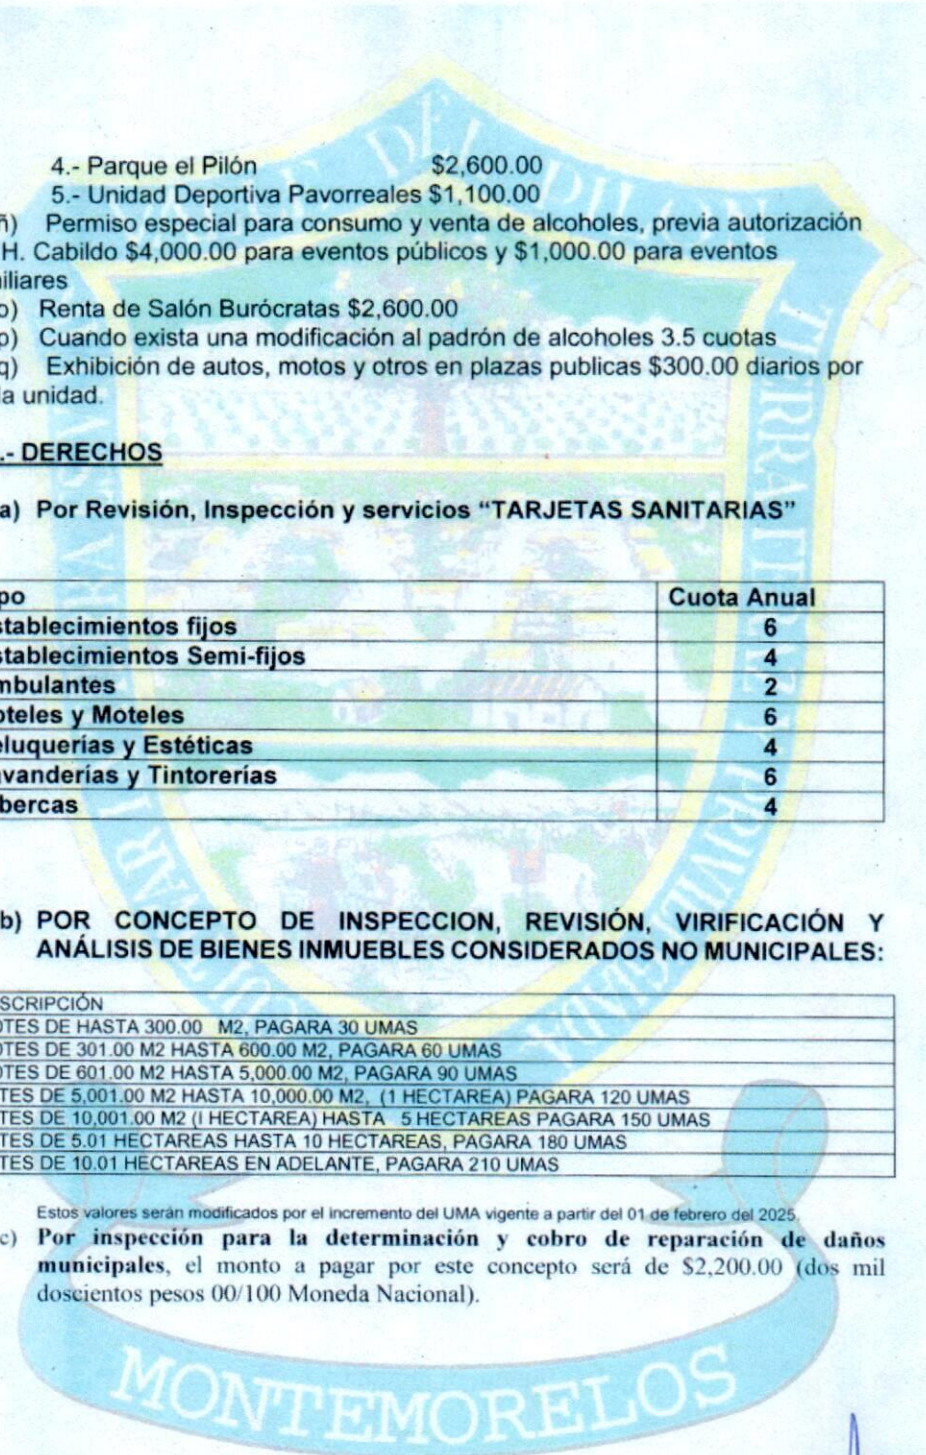 4.- Parque el Pilón $2,600.00
5.- Unidad Deportiva Pavorreales $1,100.00
ñ) Permiso especial para consumo y venta de alcoholes, previa autorización
H. Cabildo $4,000.00 para eventos públicos y $1,000.00 para eventos
iliares
o) Renta de Salón Burócratas $2,600.00
p) Cuando exista una modificación al padrón de alcoholes 3.5 cuotas
q) Exhibición de autos, motos y otros en plazas publicas $300.00 diarios por
la unidad.
.- DERECHOS
a) Por Revisión, Inspección y servicios “TARJETAS SANITARIAS”
po Cuota Anual
stablecimientos fijos 6
stablecimientos Semi-fijos 4
mbulantes 2
oteles y Moteles 6
eluquerías y Estéticas 4
avanderías y Tintorerías 6
bercas 4
b) POR CONCEPTO DE INSPECCION, REVISIÓN, VIRIFICACIÓN Y
ANÁLISIS DE BIENES INMUEBLES CONSIDERADOS NO MUNICIPALES:
SCRIPCIÓN
OTES DE HASTA 300.00 M2, PAGARA 30 UMAS
OTES DE 301.00 M2 HASTA 600.00 M2, PAGARA 60 UMAS
OTES DE 601.00 M2 HASTA 5,000.00 M2, PAGARA 90 UMAS
TES DE 5,001.00 M2 HASTA 10,000.00 M2, (1 HECTAREA) PAGARA 120 UMAS
TES DE 10,001.00 M2 (I HECTAREA) HASTA 5 HECTAREAS PAGARA 150 UMAS
TES DE 5.01 HECTAREAS HASTA 10 HECTAREAS, PAGARA 180 UMAS
TES DE 10.01 HECTAREAS EN ADELANTE, PAGARA 210 UMAS
Estos valores serán modificados por el incremento del UMA vigente a partir del 01 de febrero del 2025.
c) Por inspección para la determinación y cobro de reparación de daños
municipales, el monto a pagar por este concepto será de $2,200.00 (dos mil
doscientos pesos 00/100 Moneda Nacional).
MONTEMORELOS